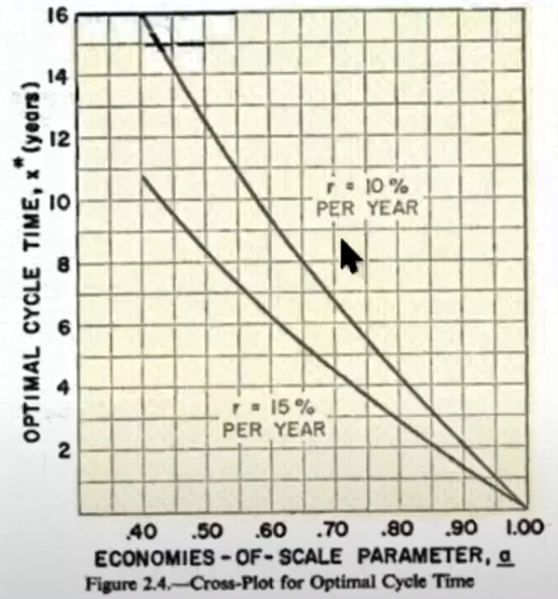 OPTIMAL CYCLE TIME, x* (years)
16
14
12
10
8
6
4
2
r = 10 %
PER YEAR
r = 15 %
PER YEAR
.40 .50 .60 .70 .80 .90 1.00
ECONOMIES-OF-SCALE PARAMETER, a
Figure 2.4.—Cross-Plot for Optimal Cycle Time